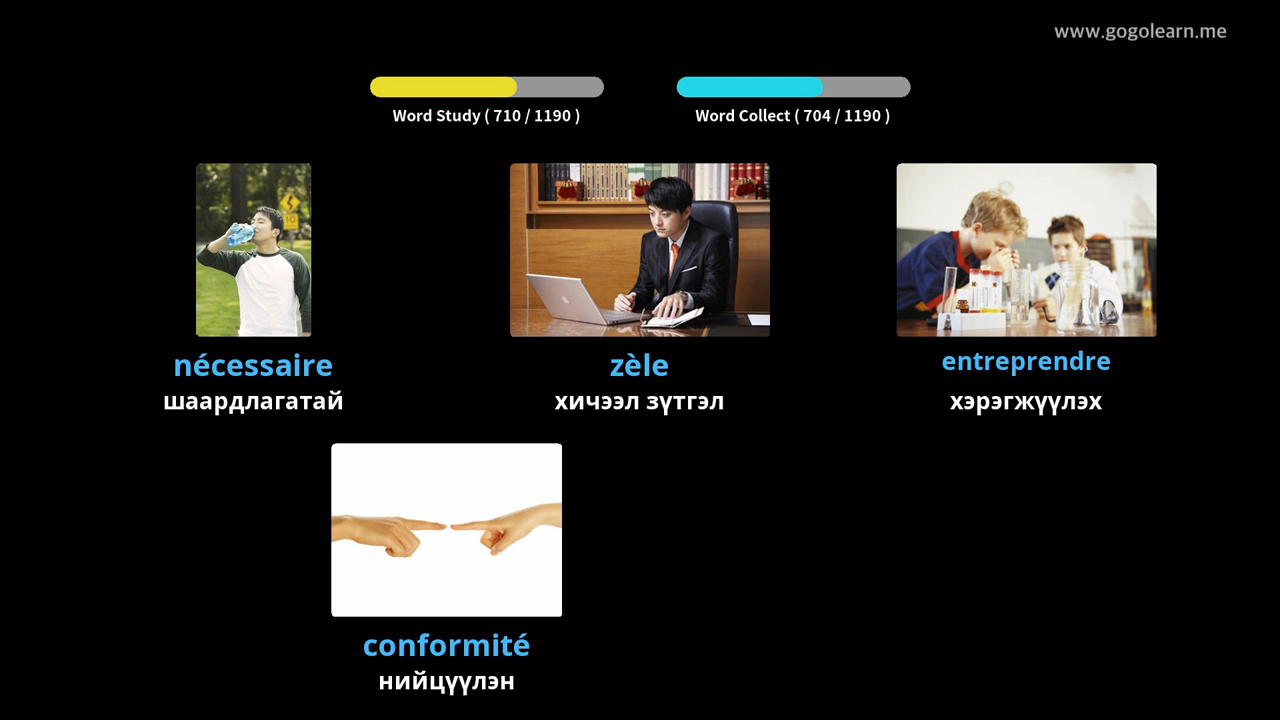 www.gogolearn.me
Word Study ( 710 / 1190 )
Word Collect ( 704 / 1190 )
nécessaire
шаардлагатай
zèle
хичээл зүтгэл
entreprendre
хэрэгжүүлэх
conformité
нийцүүлэн